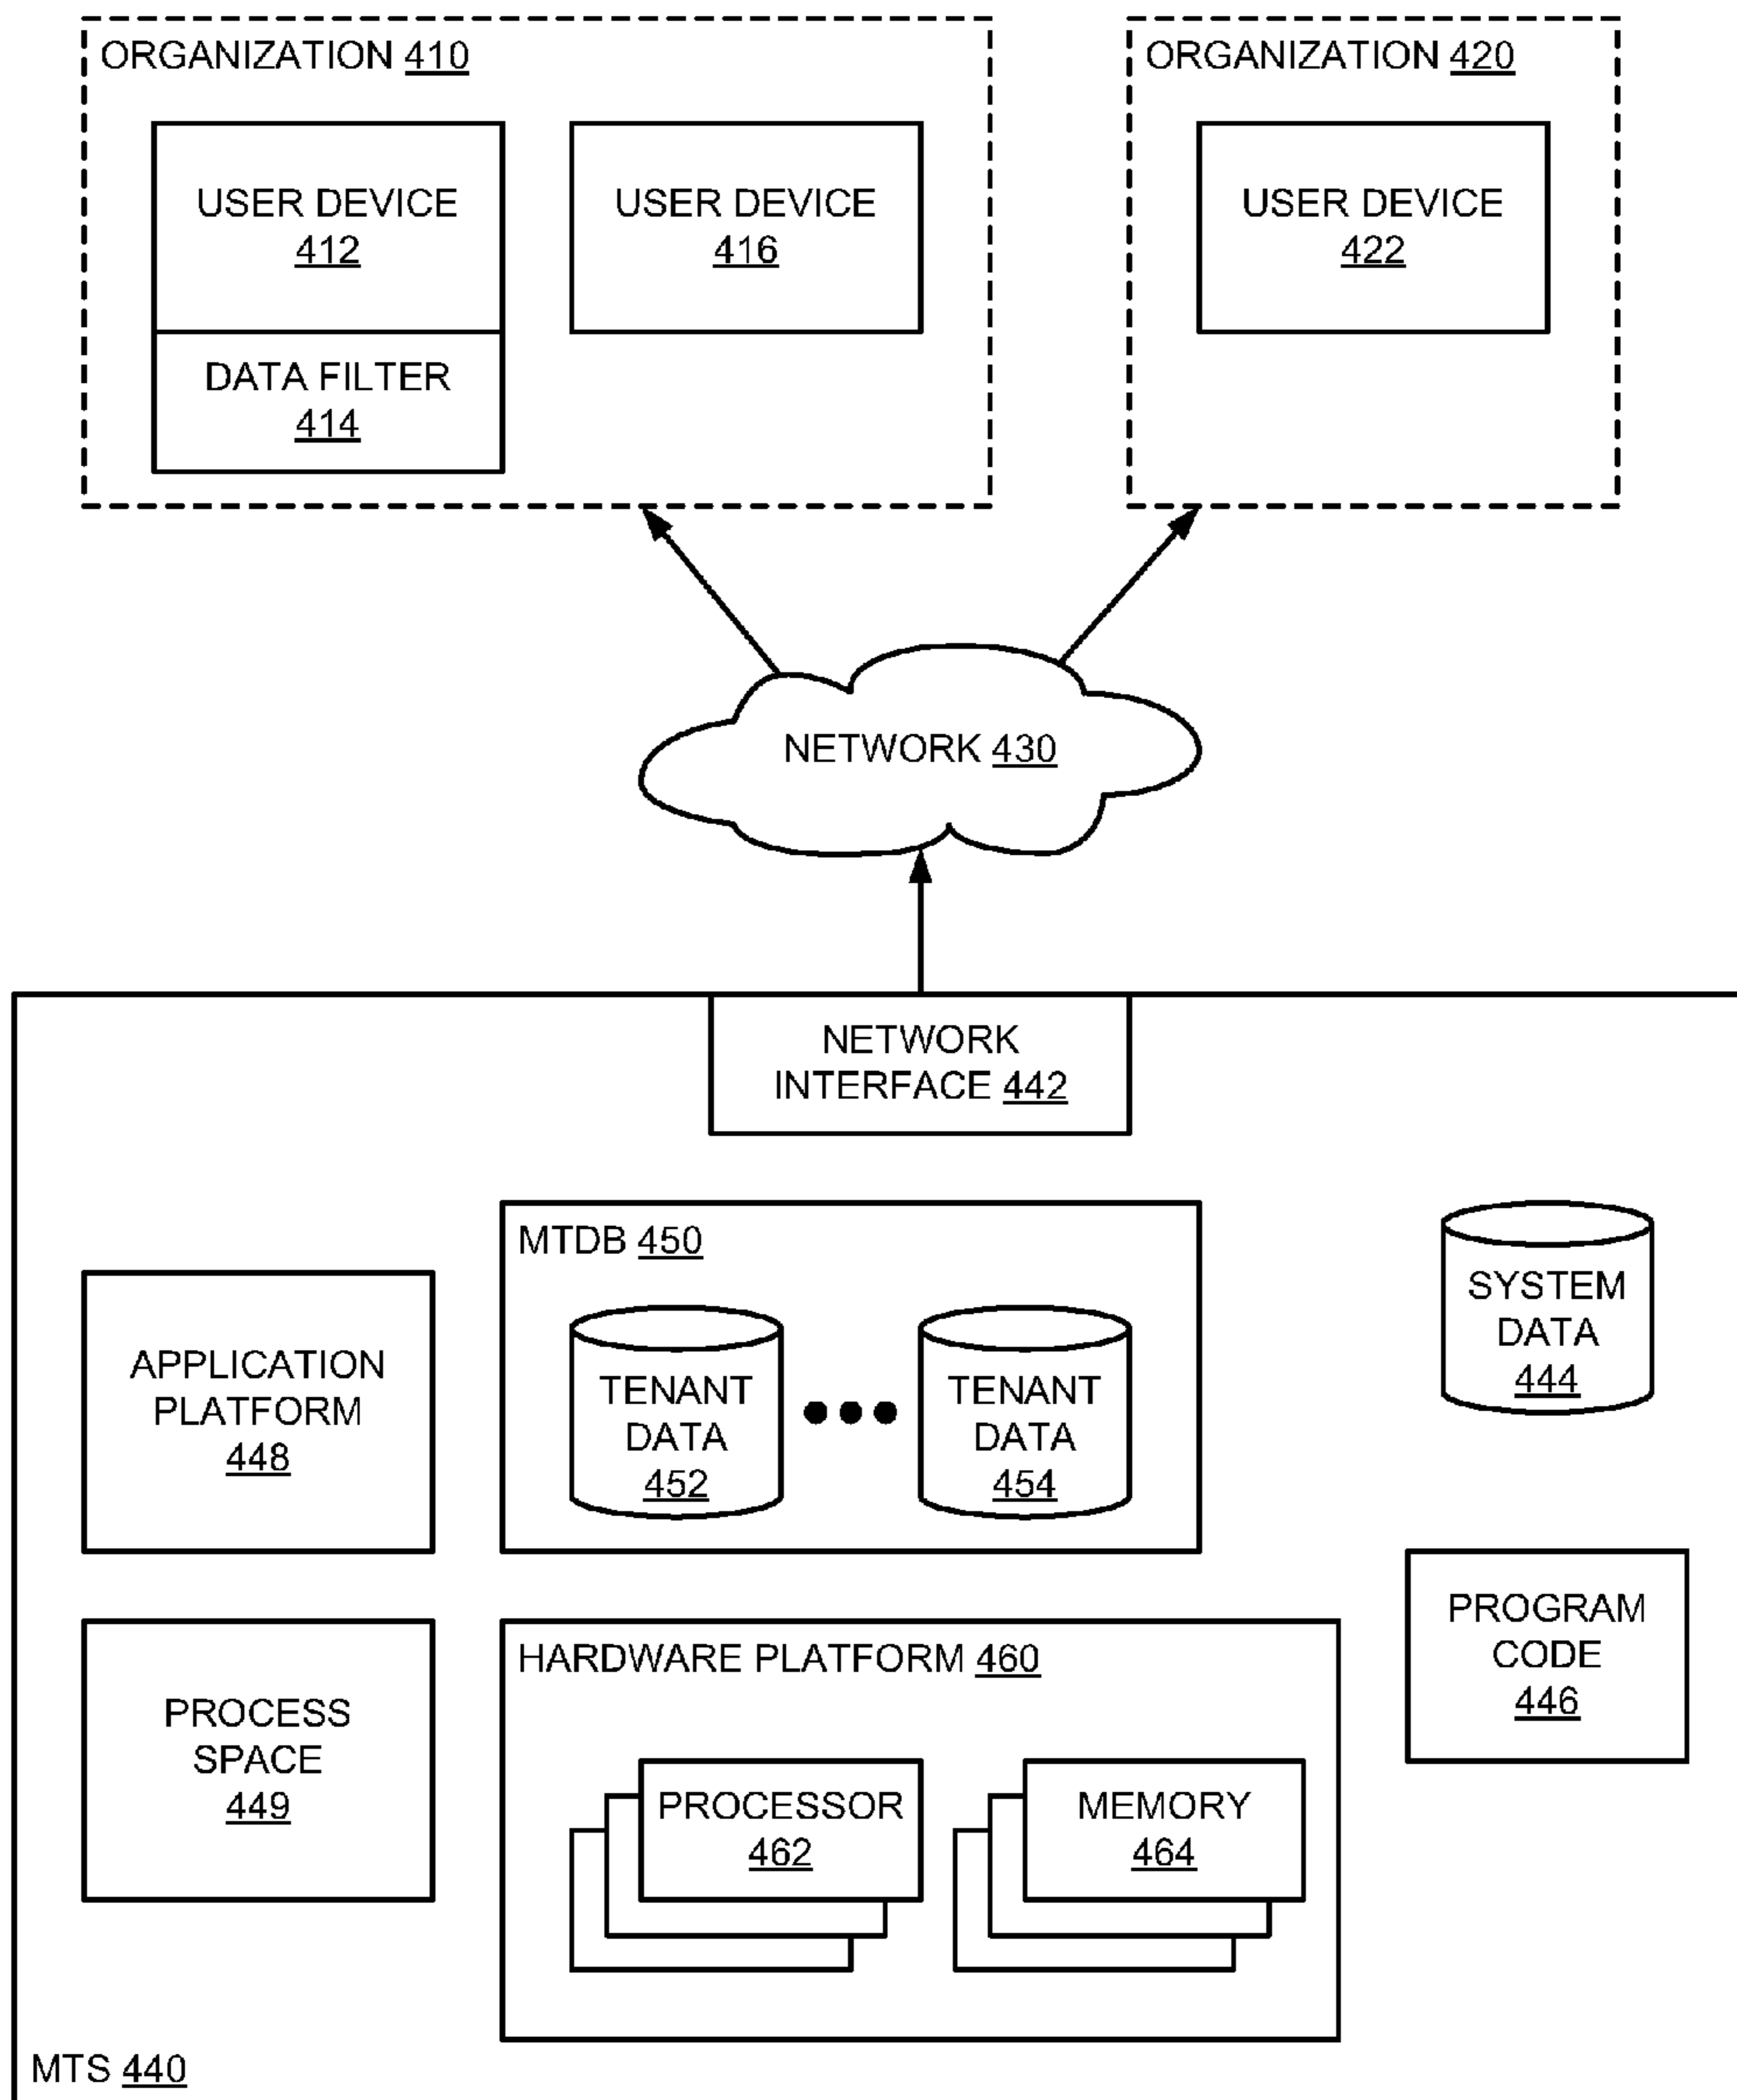 ORGANIZATION 410
ORGANIZATION 420
USER DEVICE
412
USER DEVICE
416
USER DEVICE
422
DATA FILTER
414
NETWORK 430
NETWORK
INTERFACE 442
MTDB 450
SYSTEM
DATA
444
APPLICATION
PLATFORM
448
TENANT
DATA
452
TENANT
DATA
454
PROGRAM
CODE
446
HARDWARE PLATFORM 460
PROCESS
SPACE
449
PROCESSOR
462
MEMORY
464
MTS 440